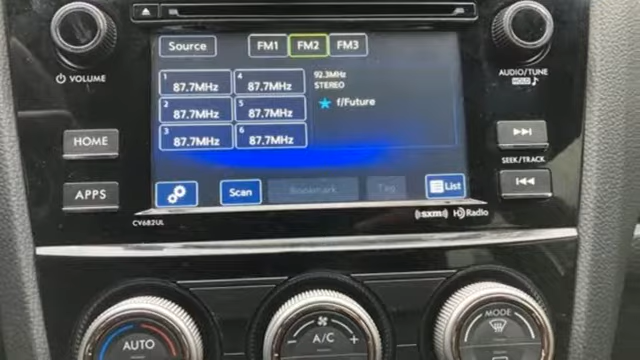 VOLUME
Source
FM1 FM2 FM3
AUDIO/TUNE
HOLD
1 87.7MHz
4 87.7MHz
92.3MHz
STEREO
2 87.7MHz
5 87.7MHz
f/Future
3 87.7MHz
6 87.7MHz
HOME
SEEK/TRACK
APPS
Scan
Bookmark
Tag
List
CV682UL
((sxm))
HD Radio
AUTO
A/C
- +
MODE